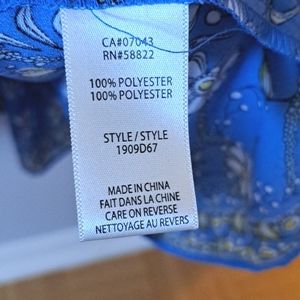 CA#07043
RN#58822
100% POLYESTER
100% POLYESTER
STYLE / STYLE
1909D67
MADE IN CHINA
FAIT DANS LA CHINE
CARE ON REVERSE
NETTOYAGE AU REVERS